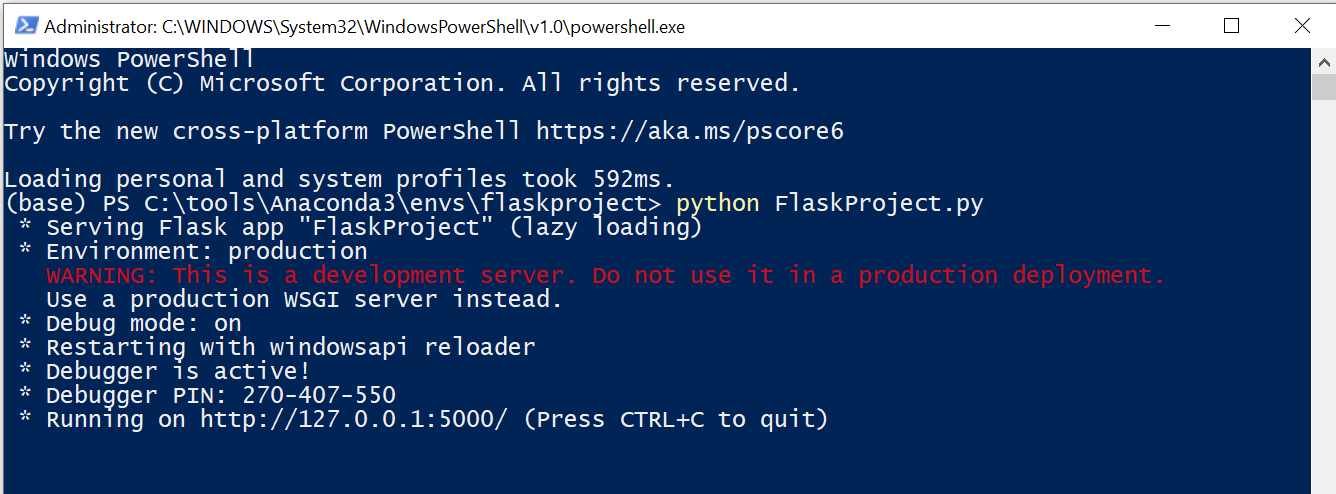 Administrator: C:\WINDOWS\System32\WindowsPowerShell\v1.0\powershell.exe
Windows PowerShell
Copyright (C) Microsoft Corporation. All rights reserved.
Try the new cross-platform PowerShell https://aka.ms/pscore6
Loading personal and system profiles took 592ms.
(base) PS C:\tools\Anaconda3\envs\flaskproject> python FlaskProject.py
 * Serving Flask app "FlaskProject" (lazy loading)
 * Environment: production
   WARNING: This is a development server. Do not use it in a production deployment.
   Use a production WSGI server instead.
 * Debug mode: on
 * Restarting with windowsapi reloader
 * Debugger is active!
 * Debugger PIN: 270-407-550
 * Running on http://127.0.0.1:5000/ (Press CTRL+C to quit)